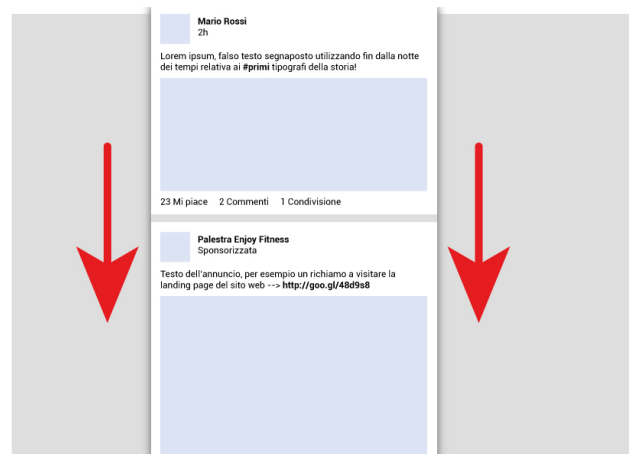 Mario Rossi
2h
Lorem ipsum, falso testo segnaposto utilizzando fin dalla notte
dei tempi relativa ai #primi tipografi della storia!
23 Mi piace 2 Commenti 1 Condivisione
Palestra Enjoy Fitness
Sponsorizzata
Testo dell'annuncio, per esempio un richiamo a visitare la
landing page del sito web --> http://goo.gl/48d9s8